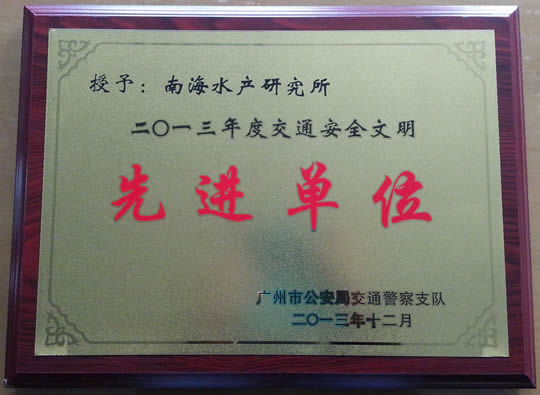 授予：南海水产研究所
二〇一三年度交通安全文明
先进单位
广州市公安局交通警察支队
二〇一三年十二月